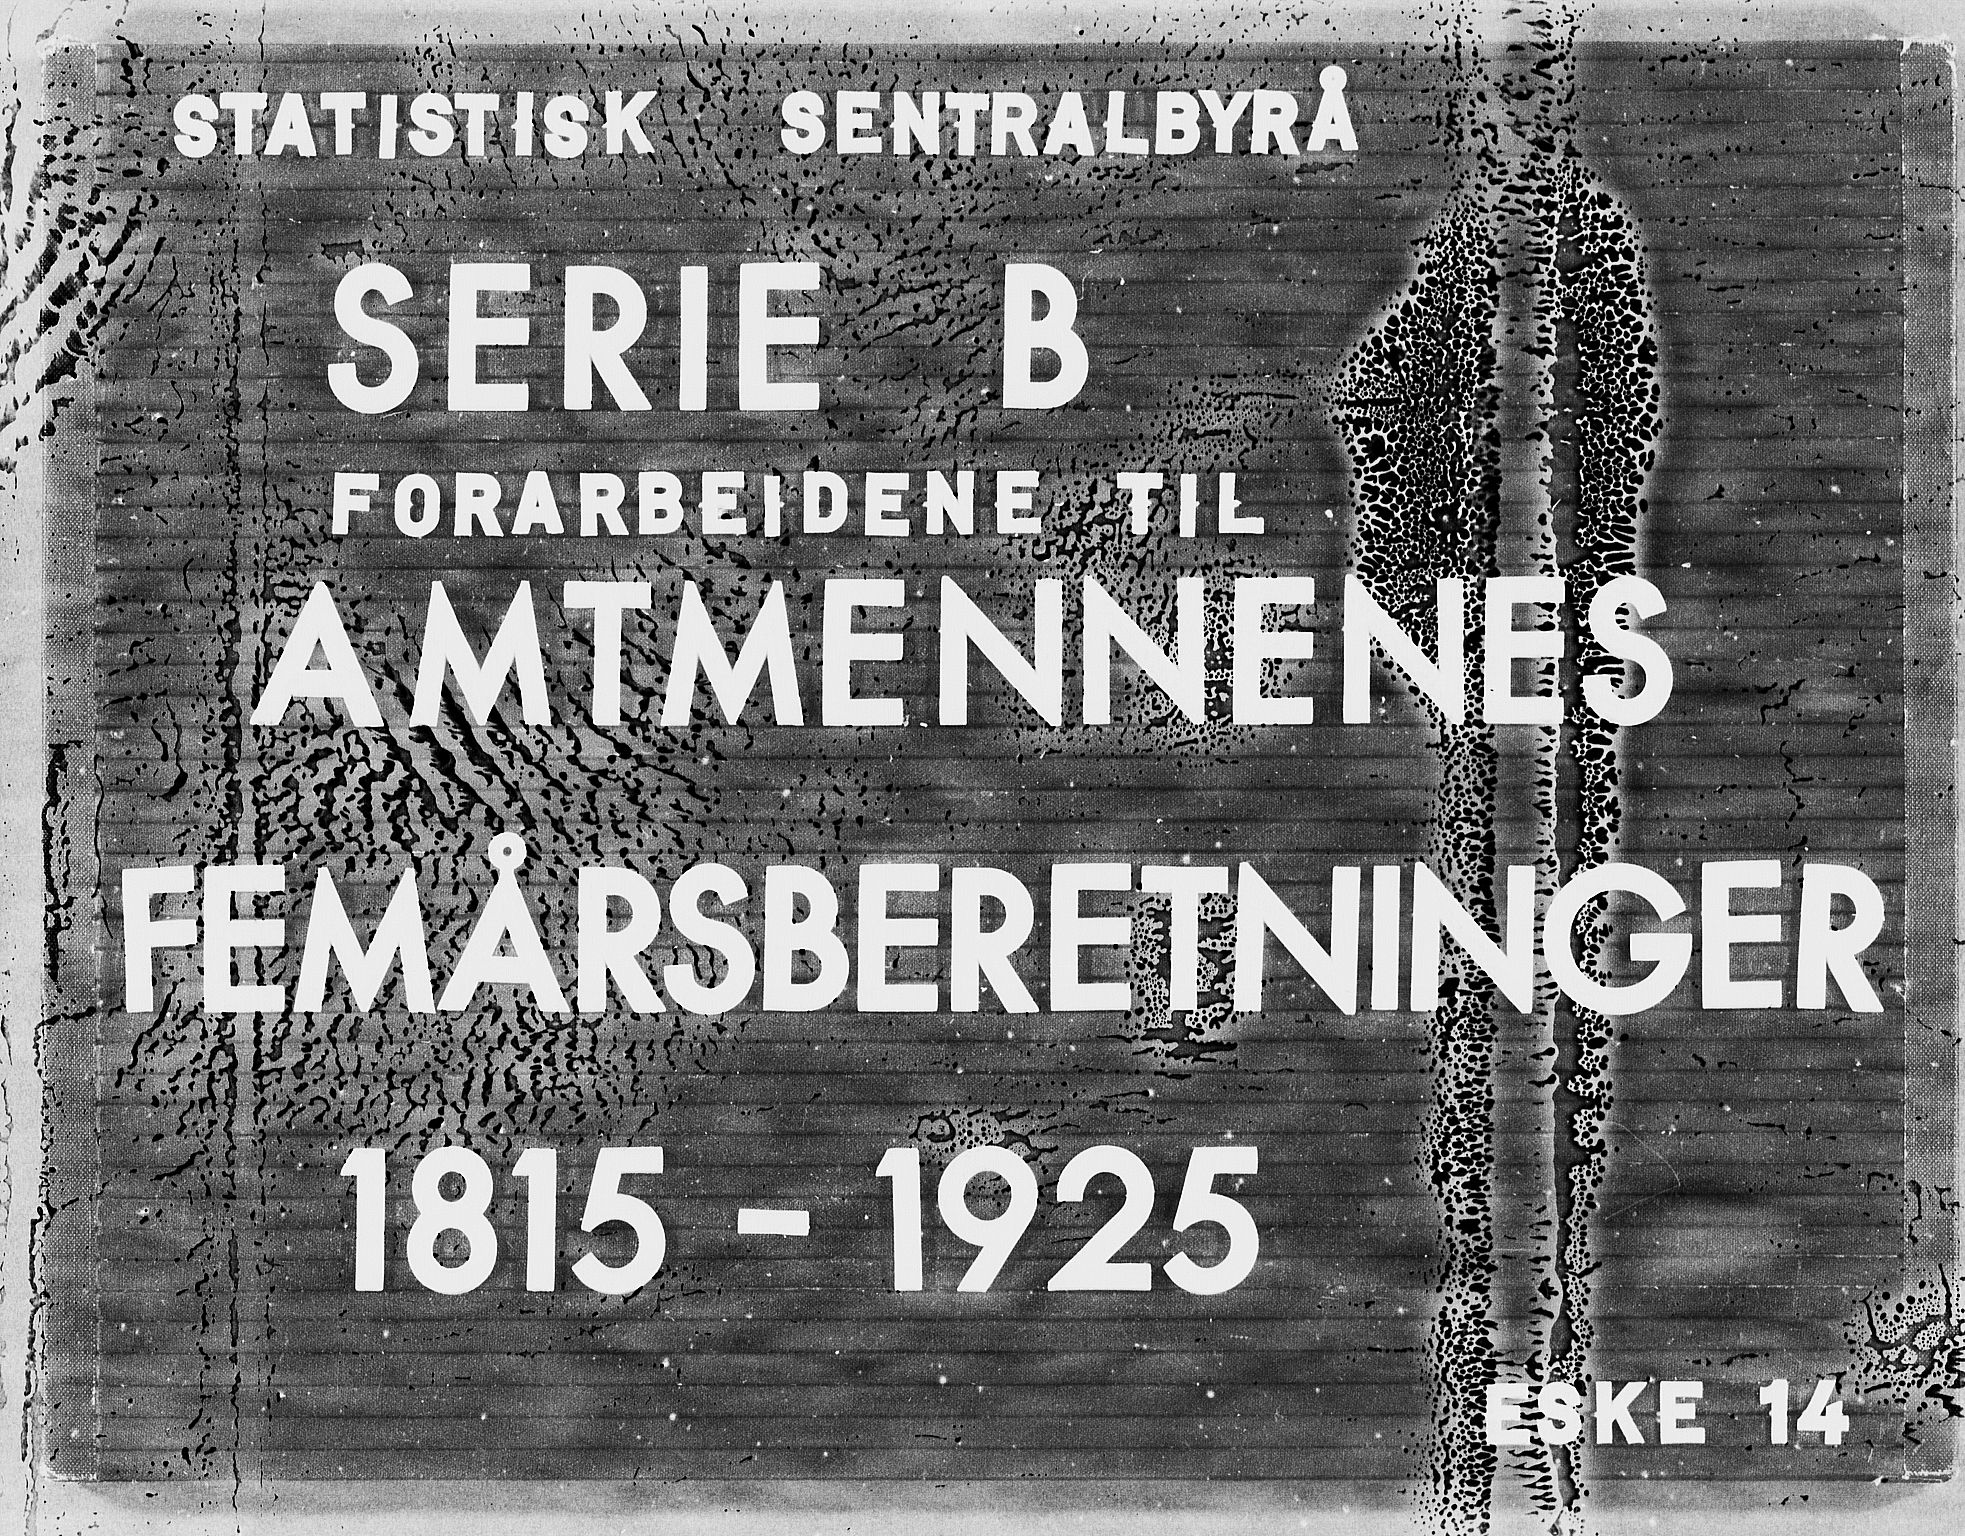 STATISTISK SENTRALBYRÅ
SERIE B
FORARBEIDENE TIL
AMTMENNENES
FEMÅRSBERETNINGER
1815 - 1925
ESKE 14